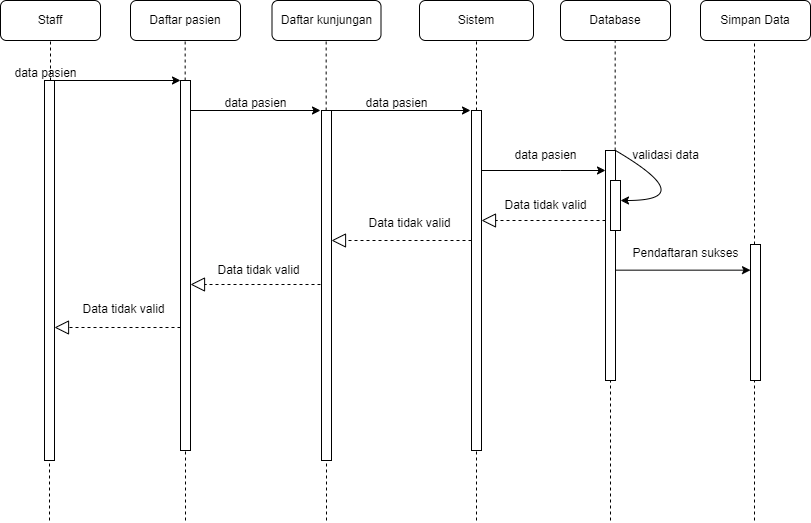 Staff
Daftar pasien
Daftar kunjungan
Sistem
Database
Simpan Data
data pasien
data pasien
data pasien
data pasien
validasi data
Data tidak valid
Data tidak valid
Pendaftaran sukses
Data tidak valid
Data tidak valid